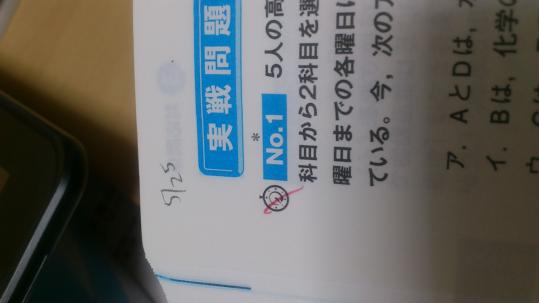 実戦問題
5/25
*
No.1 5人の高
科目から2科目を選
曜日までの各曜日に
ている。今,次のア
ア.AとDは,
イ.Bは,化学の